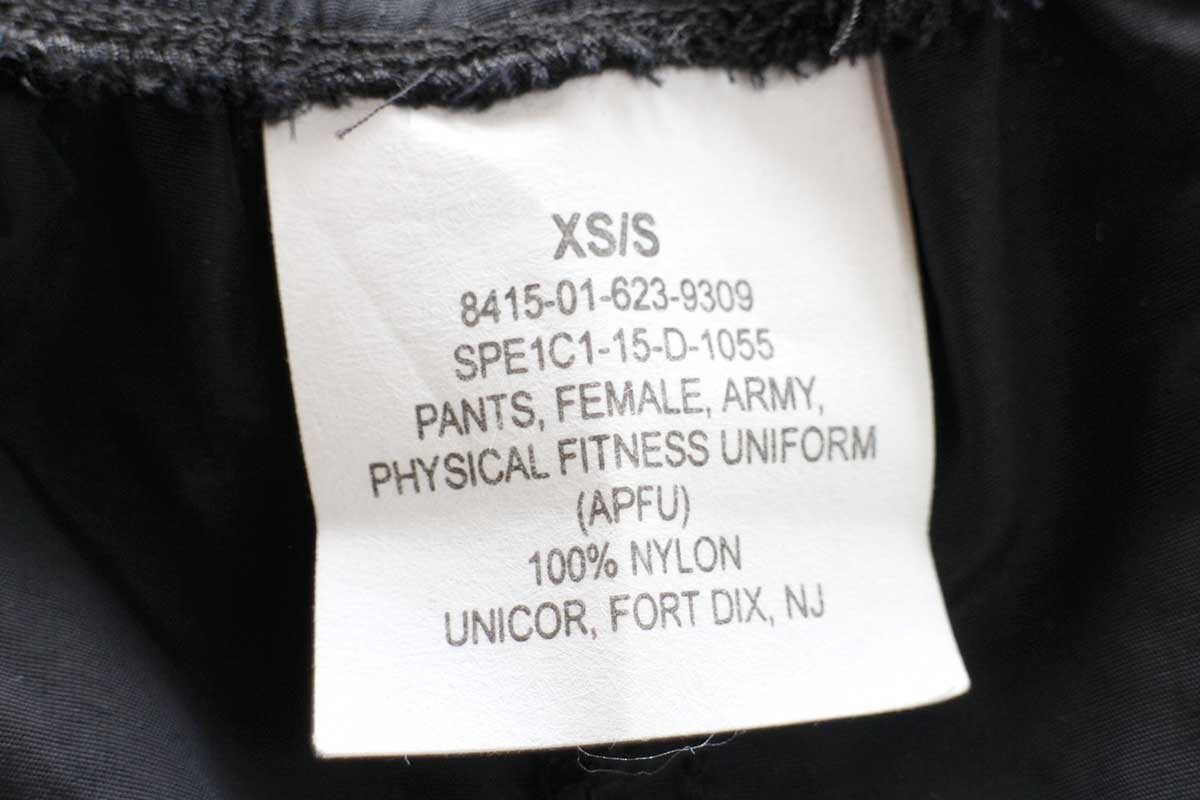 XS/S
8415-01-623-9309
SPE1C1-15-D-1055
PANTS, FEMALE, ARMY,
PHYSICAL FITNESS UNIFORM
(APFU)
100% NYLON
UNICOR, FORT DIX, NJ